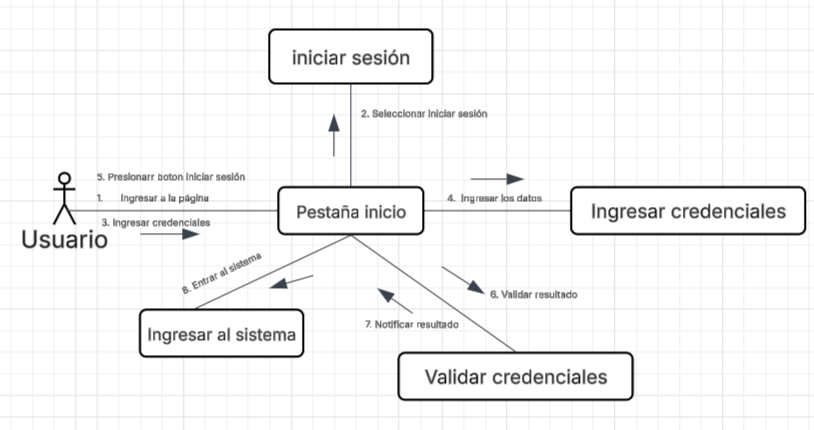 iniciar sesión
2. Seleccionar iniciar sesión
5. Presionarr boton iniciar sesión
1. Ingresar a la página
3. Ingresar credenciales
Usuario
Pestaña inicio
4. Ingresar los datos
Ingresar credenciales
8. Entrar al sistema
6. Validar resultado
7. Notificar resultado
Ingresar al sistema
Validar credenciales